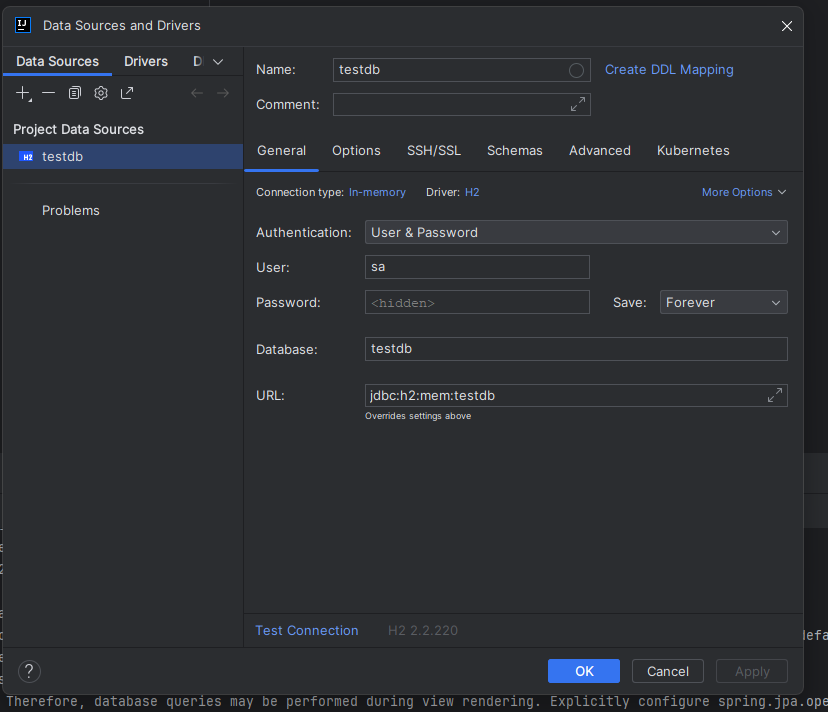 Data Sources and Drivers
Data Sources Drivers
Name: testdb Create DDL Mapping
Comment:
Project Data Sources
H2 testdb
Problems
General Options SSH/SSL Schemas Advanced Kubernetes
Connection type: In-memory Driver: H2 More Options
Authentication: User & Password
User: sa
Password: <hidden> Save: Forever
Database: testdb
URL: jdbc:h2:mem:testdb
Overrides settings above
Test Connection H2 2.2.220
? OK Cancel Apply
Therefore, database queries may be performed during view rendering. Explicitly configure spring.jpa.ope